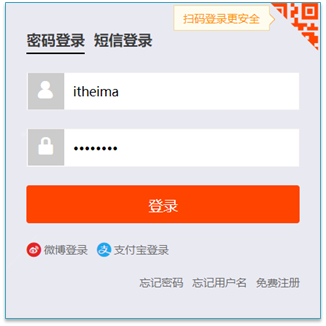 扫码登录更安全
密码登录 短信登录
itheima
••••••••
登录
微博登录 支付宝登录
忘记密码 忘记用户名 免费注册